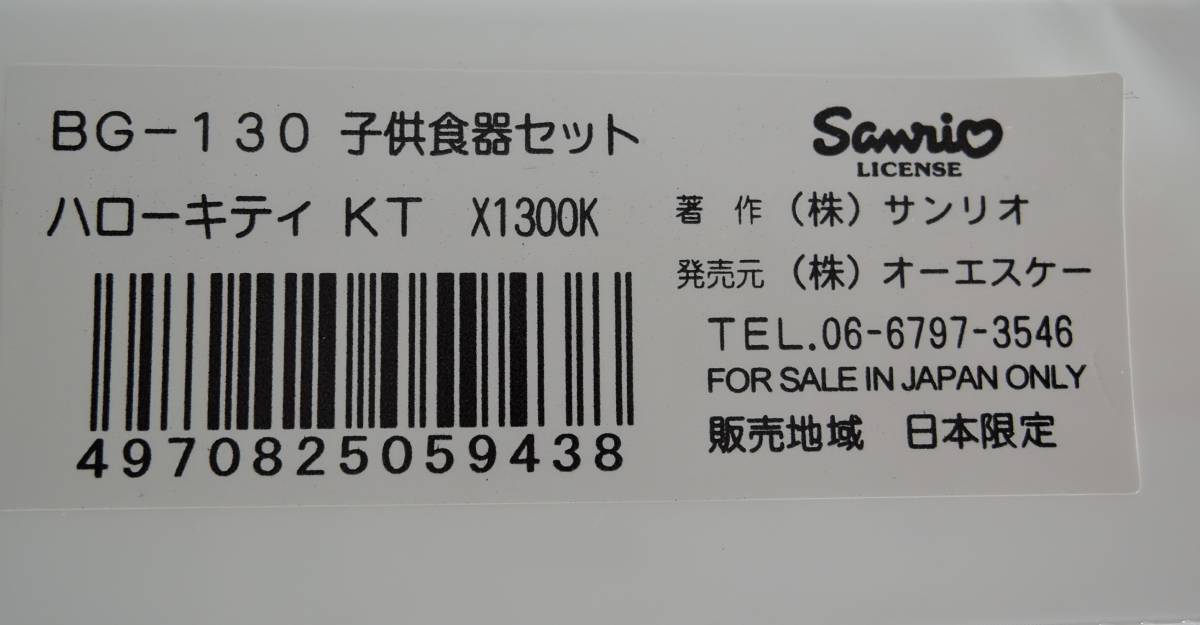 BG-130 子供食器セット
ハローキティ KT X1300K
4970825059438
Sanrio
LICENSE
著 作 (株) サンリオ
発売元 (株) オーエスケー
TEL.06-6797-3546
FOR SALE IN JAPAN ONLY
販売地域 日本限定